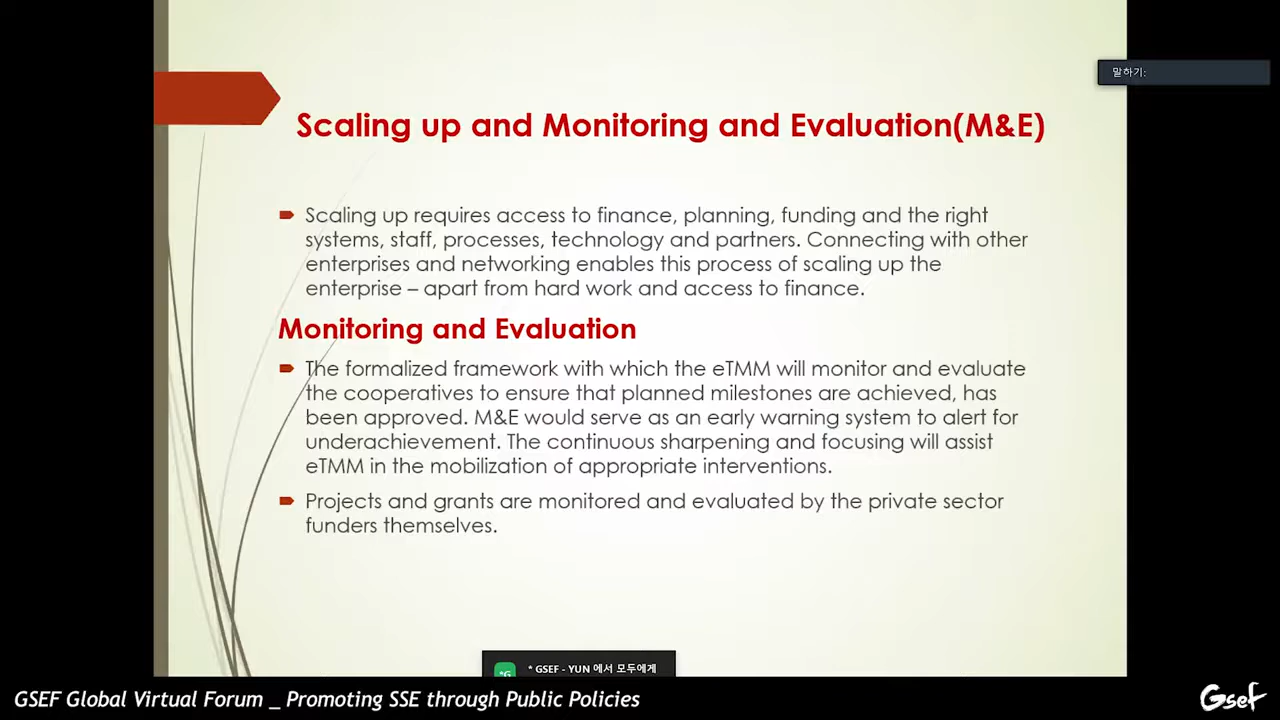 말하기:
Scaling up and Monitoring and Evaluation(M&E)
Scaling up requires access to finance, planning, funding and the right
systems, staff, processes, technology and partners. Connecting with other
enterprises and networking enables this process of scaling up the
enterprise – apart from hard work and access to finance.
Monitoring and Evaluation
The formalized framework with which the eTMM will monitor and evaluate
the cooperatives to ensure that planned milestones are achieved, has
been approved. M&E would serve as an early warning system to alert for
underachievement. The continuous sharpening and focusing will assist
eTMM in the mobilization of appropriate interventions.
Projects and grants are monitored and evaluated by the private sector
funders themselves.
*G
* GSEF - YUN 에서 모두에게
GSEF Global Virtual Forum _ Promoting SSE through Public Policies
Gsef